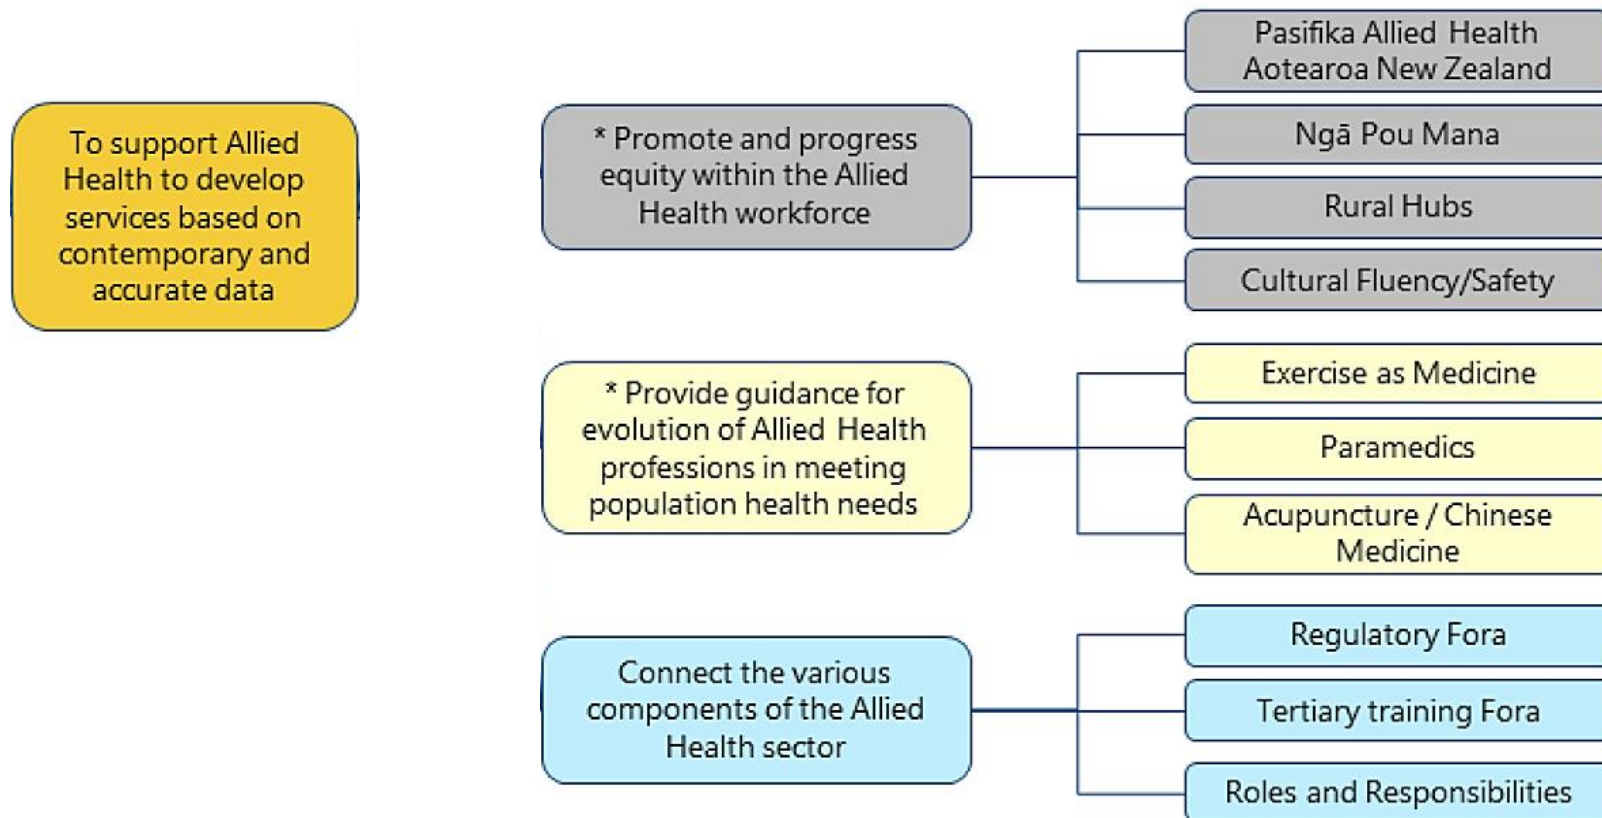 To support Allied
Health to develop
services based on
contemporary and
accurate data
* Promote and progress
equity within the Allied
Health workforce
Pasifika Allied Health
Aotearoa New Zealand
Ngā Pou Mana
Rural Hubs
Cultural Fluency/Safety
* Provide guidance for
evolution of Allied Health
professions in meeting
population health needs
Exercise as Medicine
Paramedics
Acupuncture / Chinese
Medicine
Connect the various
components of the Allied
Health sector
Regulatory Fora
Tertiary training Fora
Roles and Responsibilities